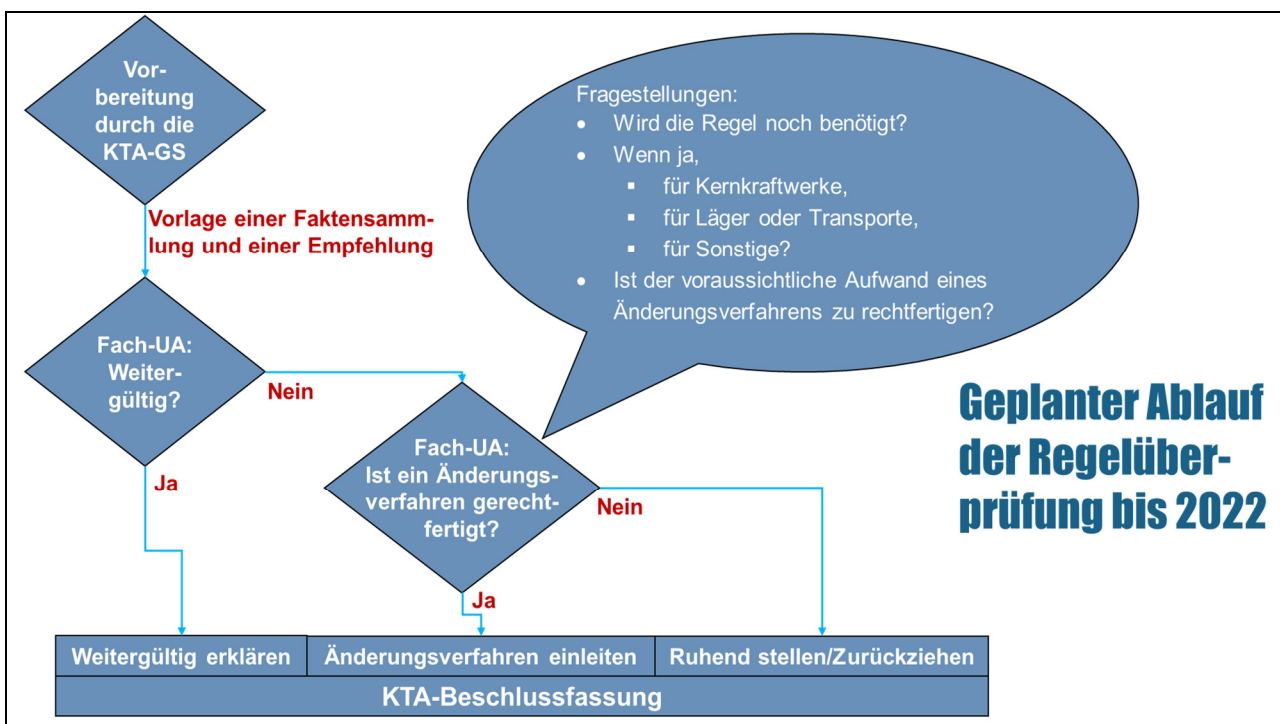 Vor-
bereitung
durch die
KTA-GS
Vorlage einer Faktensamm-
lung und einer Empfehlung
Fach-UA:
Weiter-
gültig?
Nein
Ja
Fragestellungen:
• Wird die Regel noch benötigt?
• Wenn ja,
▪ für Kernkraftwerke,
▪ für Läger oder Transporte,
▪ für Sonstige?
• Ist der voraussichtliche Aufwand eines
Änderungsverfahrens zu rechtfertigen?
Fach-UA:
Ist ein Änderungs-
verfahren gerecht-
fertigt?
Nein
Ja
Geplanter Ablauf
der Regelüber-
prüfung bis 2022
Weitergültig erklären
Änderungsverfahren einleiten
Ruhend stellen/Zurückziehen
KTA-Beschlussfassung